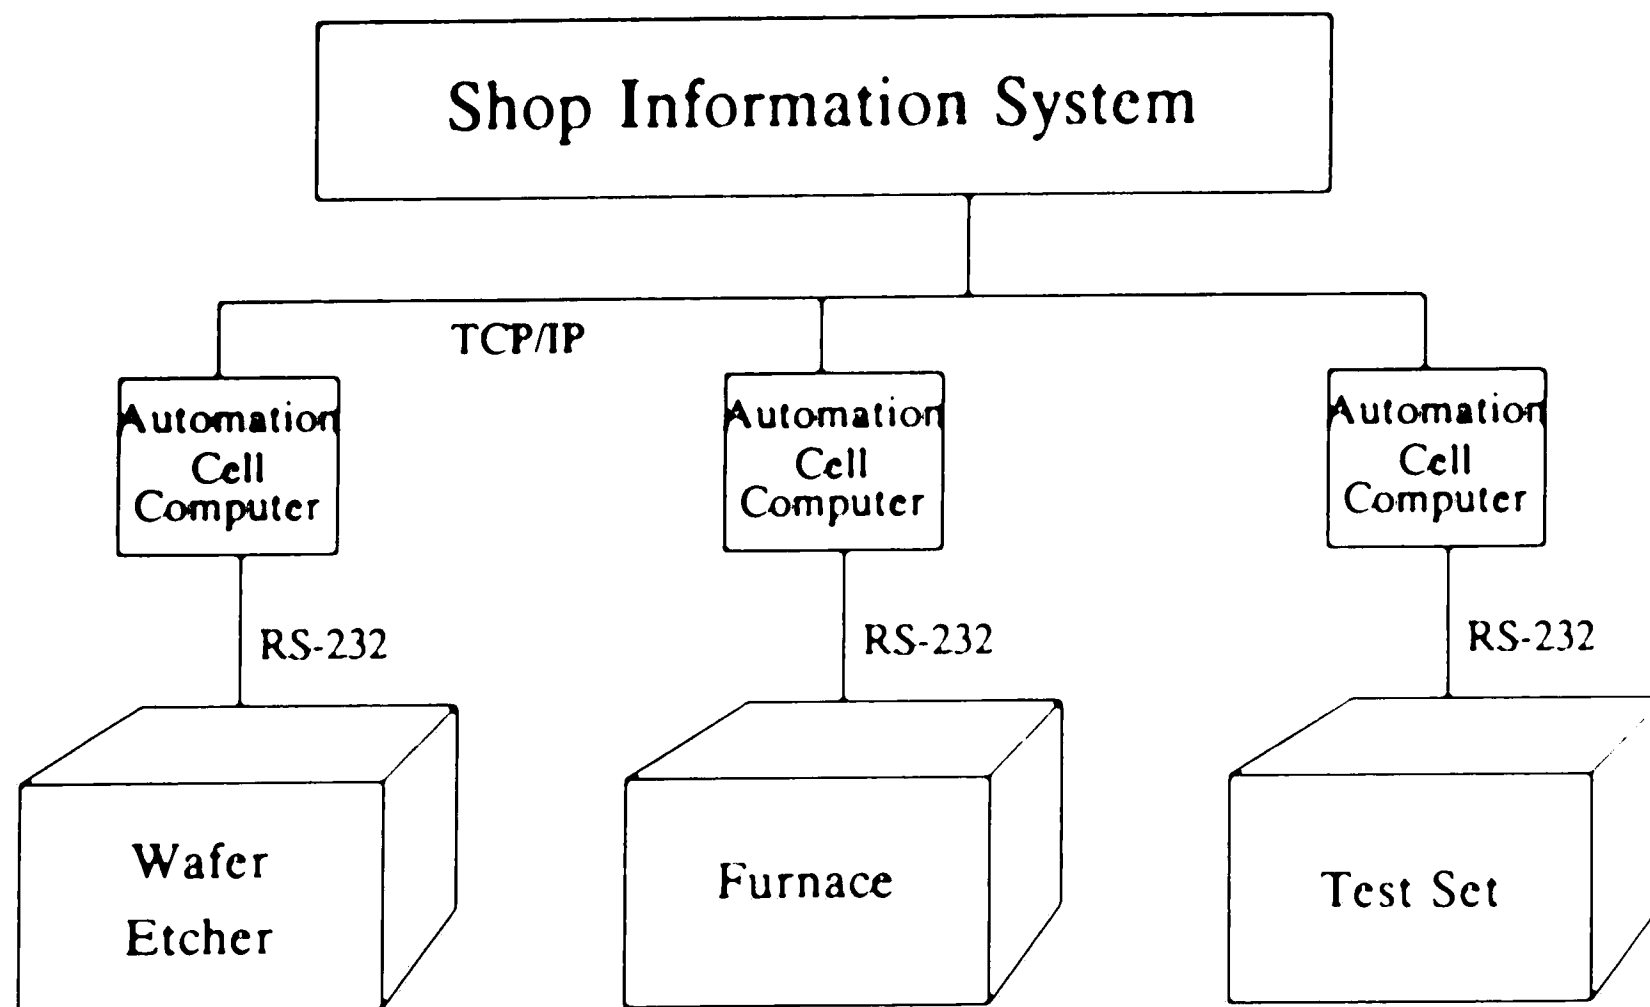 Shop Information System
TCP/IP
Automation
Cell
Computer
Automation
Cell
Computer
Automation
Cell
Computer
RS-232
RS-232
RS-232
Wafer
Etcher
Furnace
Test Set